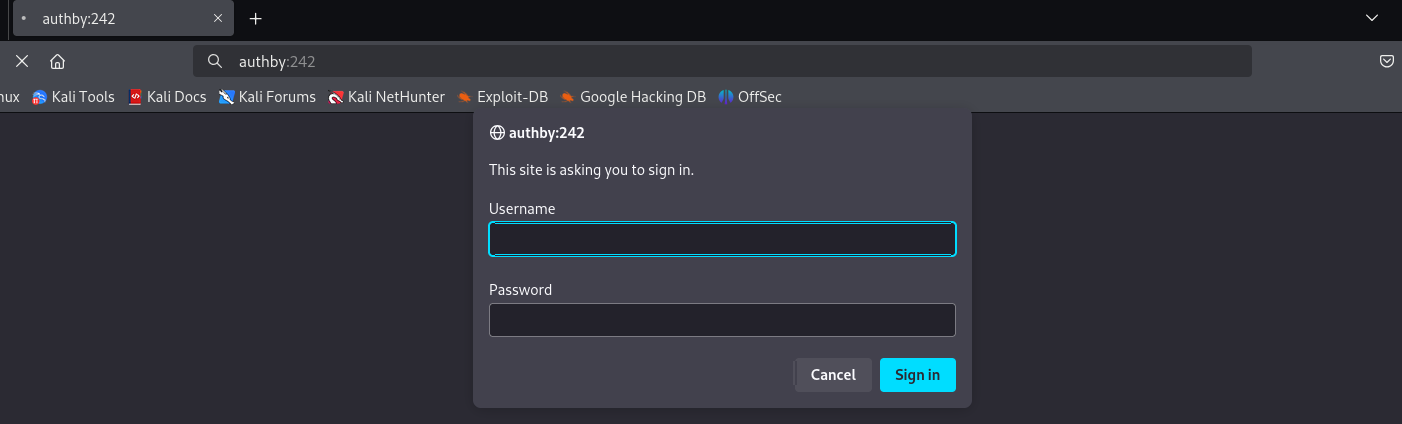 authby:242
authby:242
Kali Tools Kali Docs Kali Forums Kali NetHunter Exploit-DB Google Hacking DB OffSec
authby:242
This site is asking you to sign in.
Username
Password
Cancel Sign in